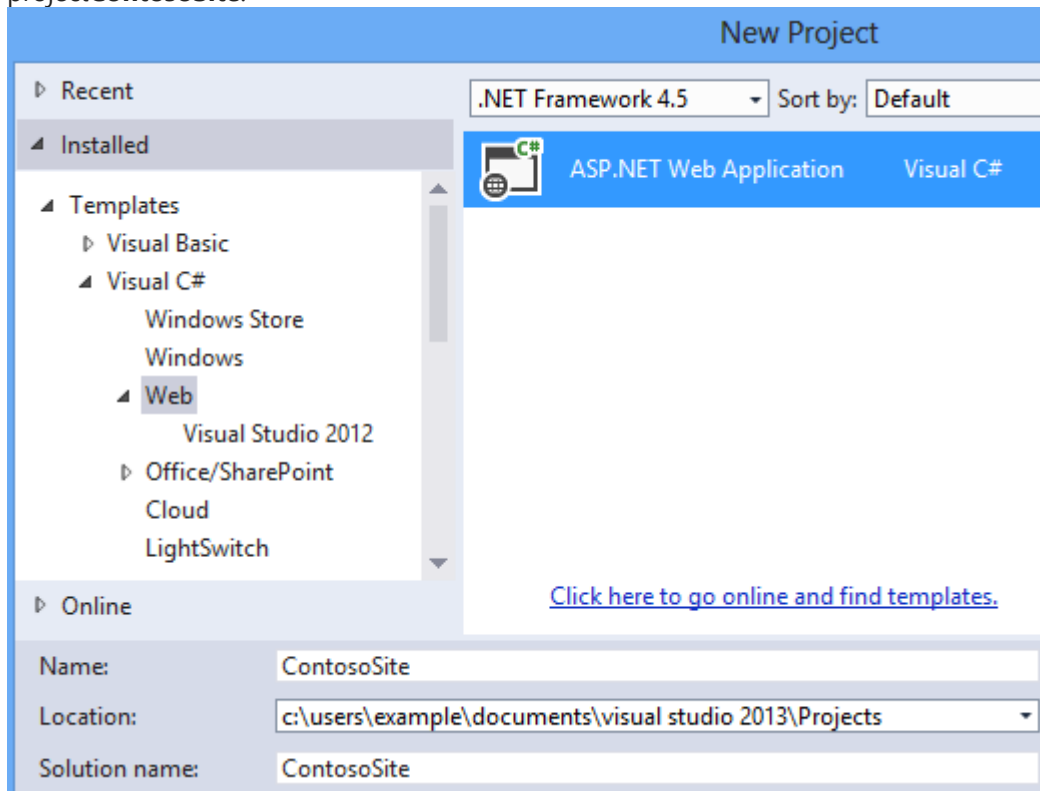 New Project
Recent
.NET Framework 4.5 Sort by: Default
Installed
C#
ASP.NET Web Application Visual C#
Templates
Visual Basic
Visual C#
Windows Store
Windows
Web
Visual Studio 2012
Office/SharePoint
Cloud
LightSwitch
Online
Click here to go online and find templates.
Name: ContosoSite
Location: c:\users\example\documents\visual studio 2013\Projects
Solution name: ContosoSite